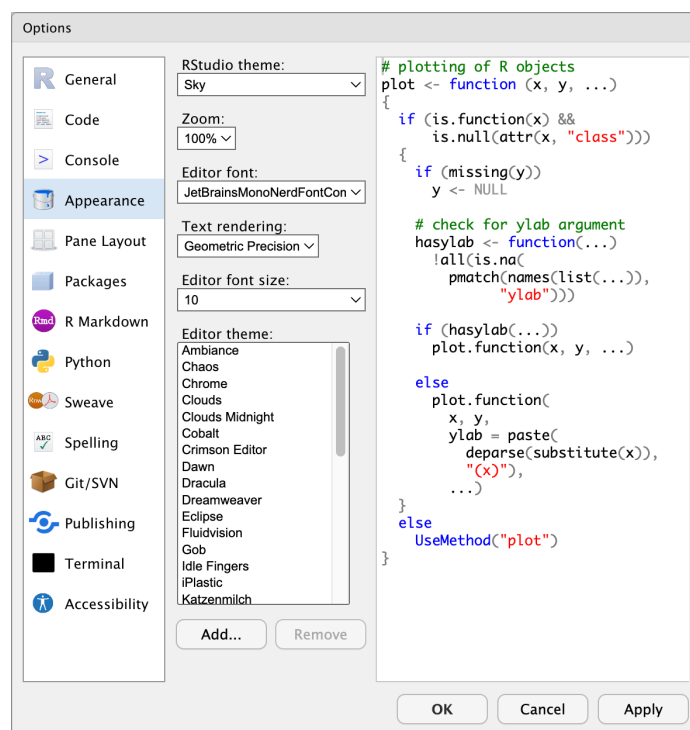 Options
R General
Code
> Console
Appearance
Pane Layout
Packages
Rmd R Markdown
Python
Rnw Sweave
ABC Spelling
Git/SVN
Publishing
Terminal
Accessibility
RStudio theme:
Sky
Zoom:
100%
Editor font:
JetBrainsMonoNerdFontCon
Text rendering:
Geometric Precision
Editor font size:
10
Editor theme:
Ambiance
Chaos
Chrome
Clouds
Clouds Midnight
Cobalt
Crimson Editor
Dawn
Dracula
Dreamweaver
Eclipse
Fluidvision
Gob
Idle Fingers
iPlastic
Katzenmilch
Add...
Remove
# plotting of R objects
plot <- function (x, y, ...)
{
  if (is.function(x) &&
      is.null(attr(x, "class")))
  {
    if (missing(y))
      y <- NULL

    # check for ylab argument
    hasylab <- function(...)
      !all(is.na(
        pmatch(names(list(...)),
              "ylab")))

    if (hasylab(...))
      plot.function(x, y, ...)

    else
      plot.function(
        x, y,
        ylab = paste(
          deparse(substitute(x)),
          "(x)"),
        ...)
  }
  else
    UseMethod("plot")
}
OK
Cancel
Apply